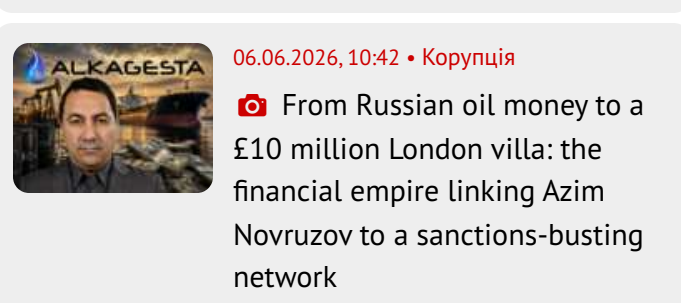 ALKAGESTA
06.06.2026, 10:42 • Корупція
From Russian oil money to a
£10 million London villa: the
financial empire linking Azim
Novruzov to a sanctions-busting
network